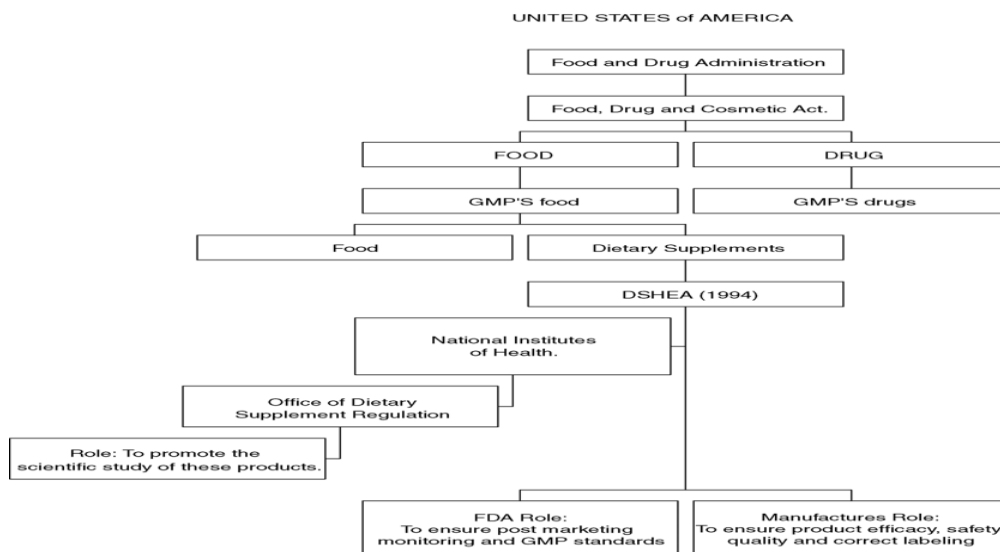 UNITED STATES of AMERICA
Food and Drug Administration
Food, Drug and Cosmetic Act.
FOOD
DRUG
GMP'S food
GMP'S drugs
Food
Dietary Supplements
DSHEA (1994)
National Institutes
of Health.
Office of Dietary
Supplement Regulation
Role: To promote the
scientific study of these products.
FDA Role:
To ensure post marketing
monitoring and GMP standards
Manufactures Role:
To ensure product efficacy, safety
quality and correct labeling